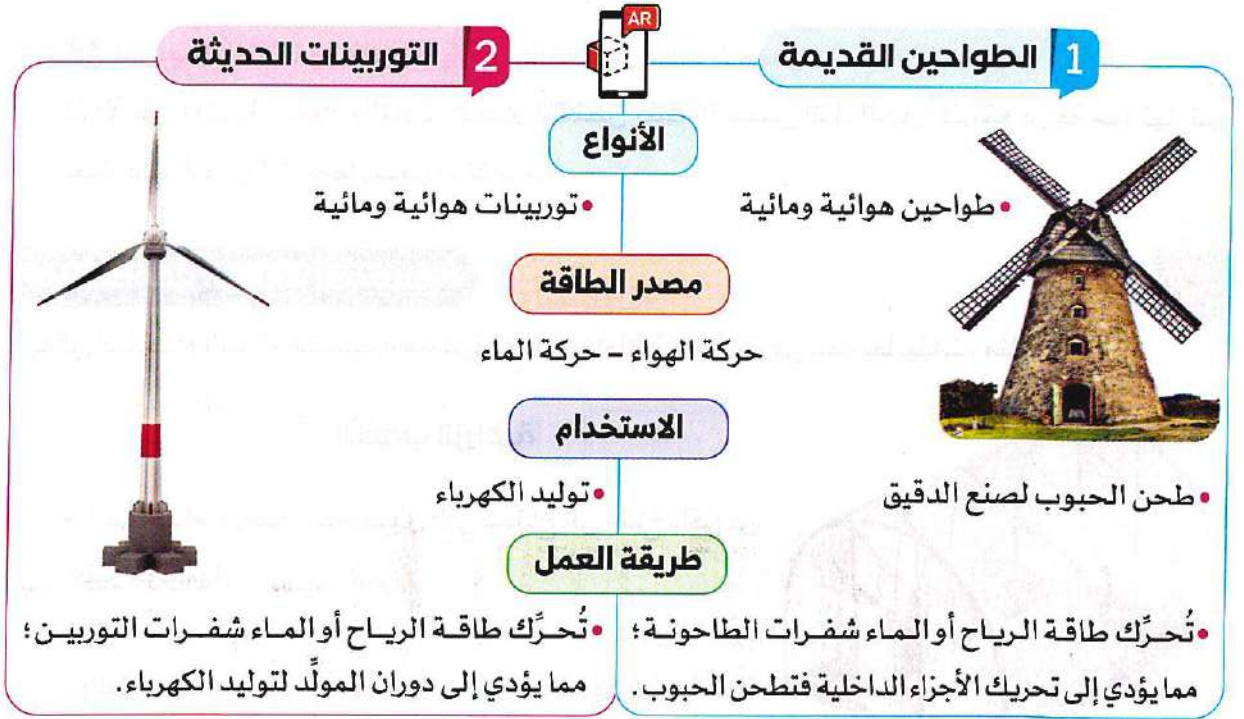 1 الطواحين القديمة
AR
2 التوربينات الحديثة
الأنواع
• طواحين هوائية ومائية
• توربينات هوائية ومائية
مصدر الطاقة
حركة الهواء – حركة الماء
الاستخدام
• طحن الحبوب لصنع الدقيق
• توليد الكهرباء
طريقة العمل
• تُحرِّك طاقة الرياح أو الماء شفرات الطاحونة؛
مما يؤدي إلى تحريك الأجزاء الداخلية فتطحن الحبوب.
• تُحرِّك طاقة الرياح أو الماء شفرات التوربين؛
مما يؤدي إلى دوران المولِّد لتوليد الكهرباء.